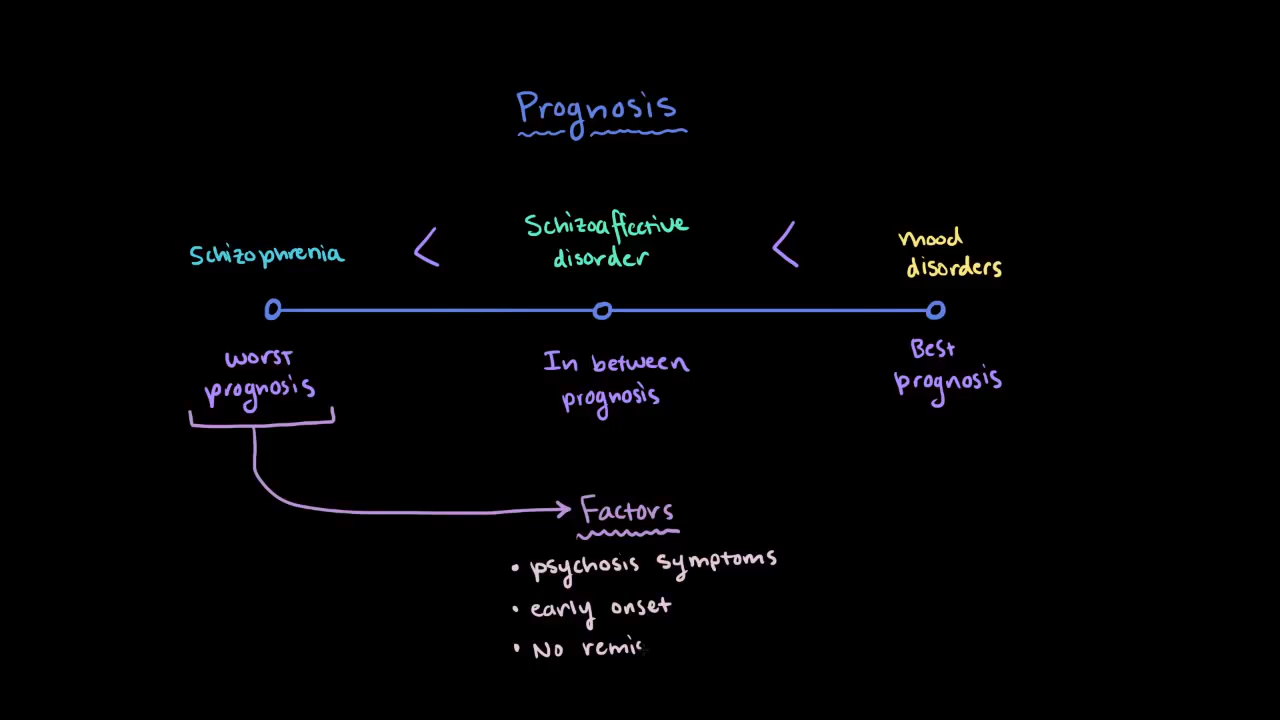 Prognosis
Schizophrenia < Schizoaffective disorder < mood disorders
worst prognosis
In between prognosis
Best prognosis
Factors
• psychosis symptoms
• early onset
• No